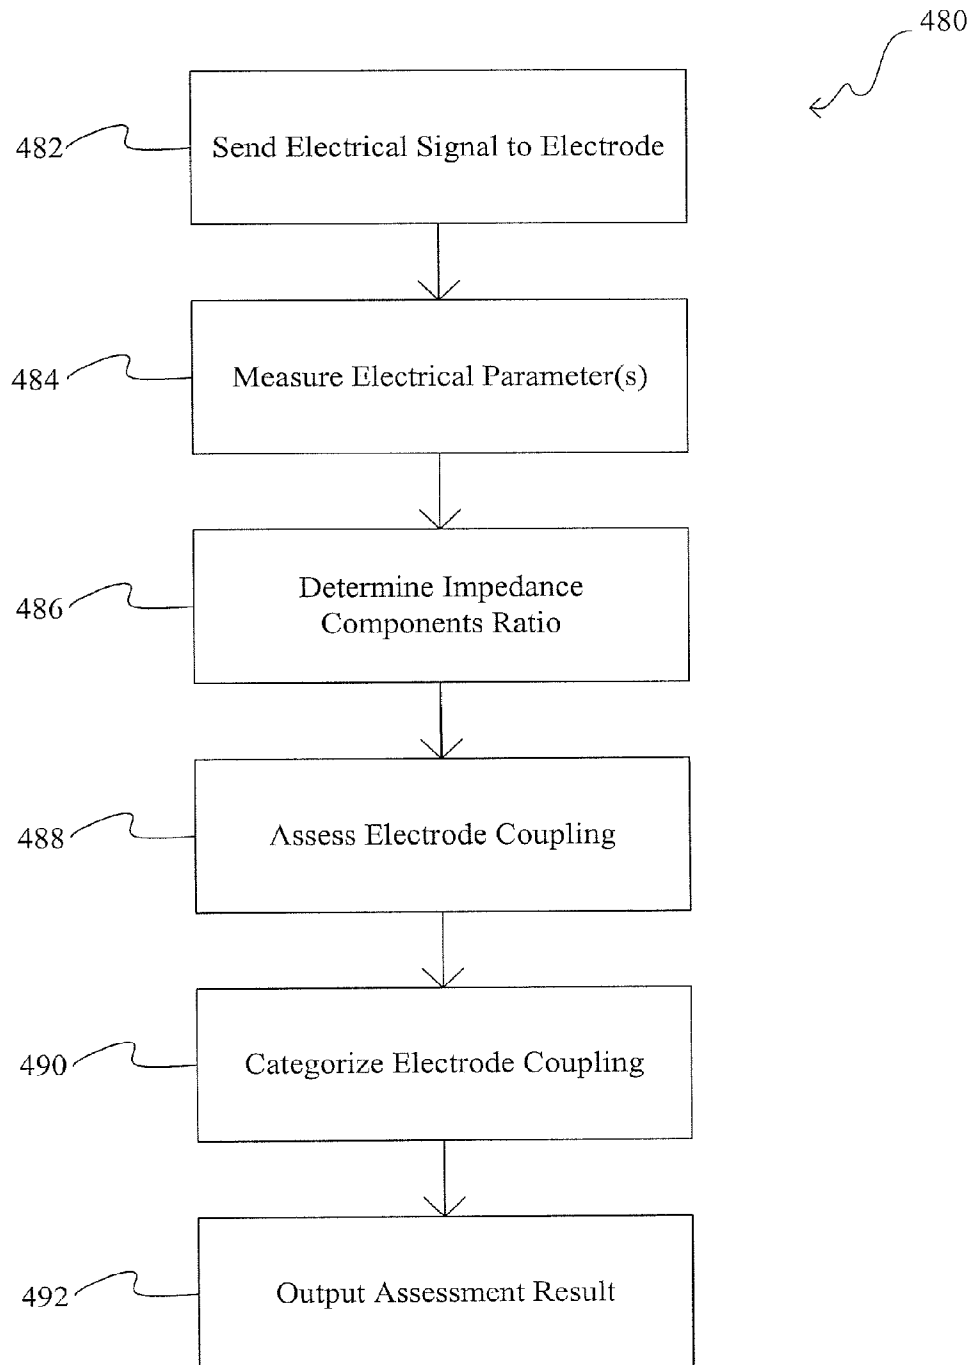 480
482
Send Electrical Signal to Electrode
484
Measure Electrical Parameter(s)
486
Determine Impedance
Components Ratio
488
Assess Electrode Coupling
490
Categorize Electrode Coupling
492
Output Assessment Result